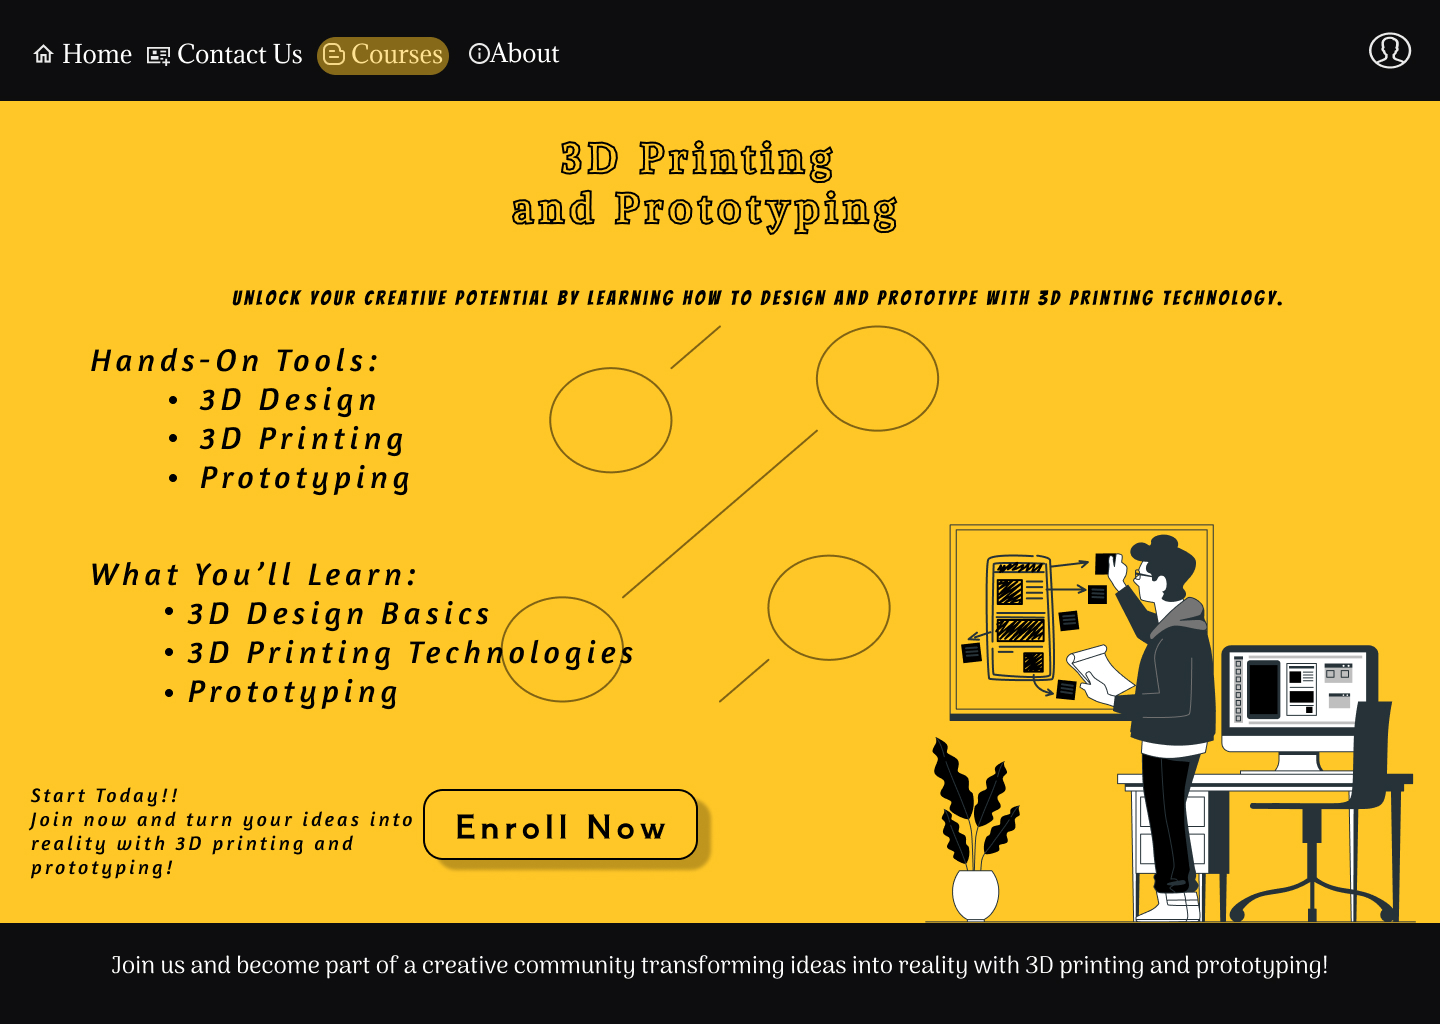 Home Contact Us Courses About
3D Printing
and Prototyping
UNLOCK YOUR CREATIVE POTENTIAL BY LEARNING HOW TO DESIGN AND PROTOTYPE WITH 3D PRINTING TECHNOLOGY.
Hands-On Tools:
• 3D Design
• 3D Printing
• Prototyping
What You’ll Learn:
• 3D Design Basics
• 3D Printing Technologies
• Prototyping
Start Today!!
Join now and turn your ideas into
reality with 3D printing and
prototyping!
Enroll Now
Join us and become part of a creative community transforming ideas into reality with 3D printing and prototyping!